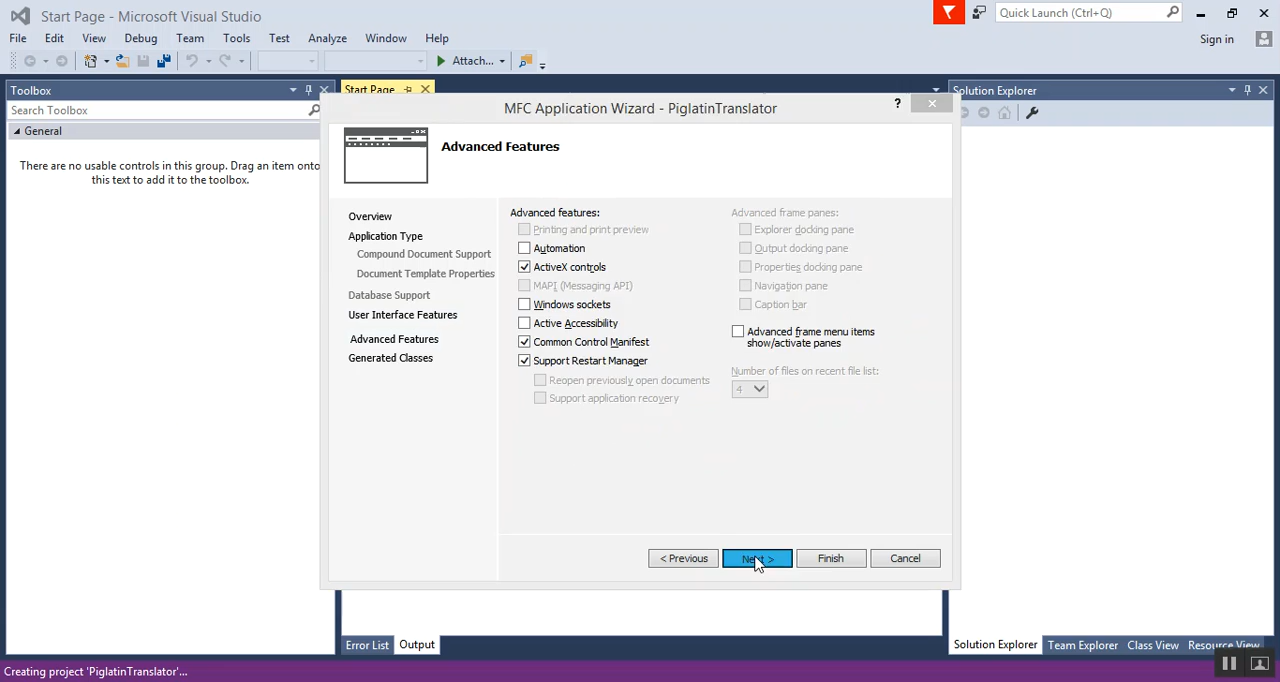 Start Page - Microsoft Visual Studio
Quick Launch (Ctrl+Q)
File Edit View Debug Team Tools Test Analyze Window Help
Sign in
Attach...
Toolbox
Start Page
Solution Explorer
Search Toolbox
MFC Application Wizard - PiglatinTranslator
?
General
There are no usable controls in this group. Drag an item onto
this text to add it to the toolbox.
Advanced Features
Overview
Application Type
Compound Document Support
Document Template Properties
Database Support
User Interface Features
Advanced Features
Generated Classes
Advanced features:
Printing and print preview
Automation
ActiveX controls
MAPI (Messaging API)
Windows sockets
Active Accessibility
Common Control Manifest
Support Restart Manager
Reopen previously open documents
Support application recovery
Advanced frame panes:
Explorer docking pane
Output docking pane
Properties docking pane
Navigation pane
Caption bar
Advanced frame menu items
show/activate panes
Number of files on recent file list:
4
< Previous Next > Finish Cancel
Error List Output
Solution Explorer Team Explorer Class View Resource View
Creating project 'PiglatinTranslator'...